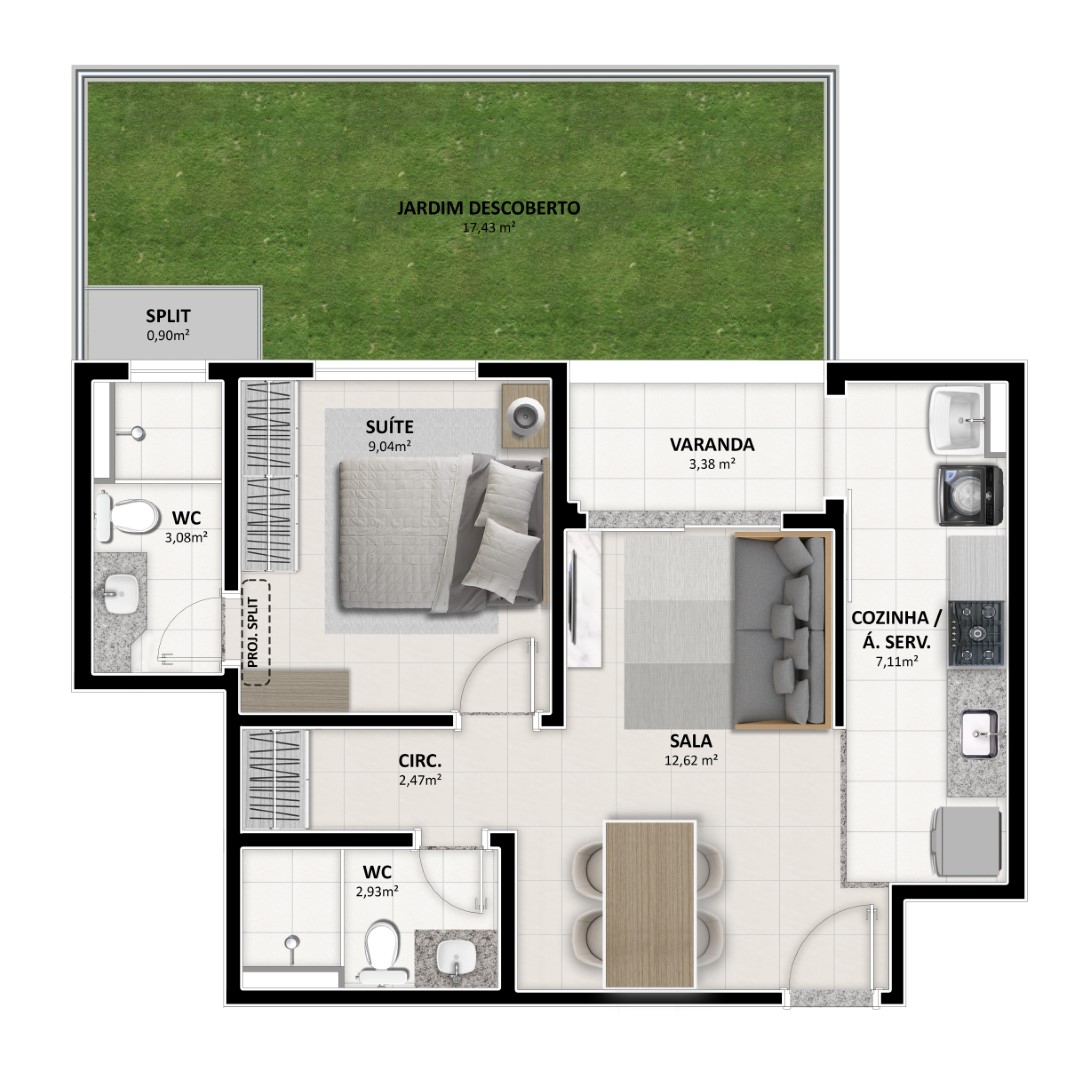 JARDIM DESCOBERTO
17,43 m²
SPLIT
0,90m²
SUÍTE
9,04m²
VARANDA
3,38 m²
WC
3,08m²
PROJ. SPLIT
COZINHA /
Á. SERV.
7,11m²
SALA
12,62 m²
CIRC.
2,47m²
WC
2,93m²